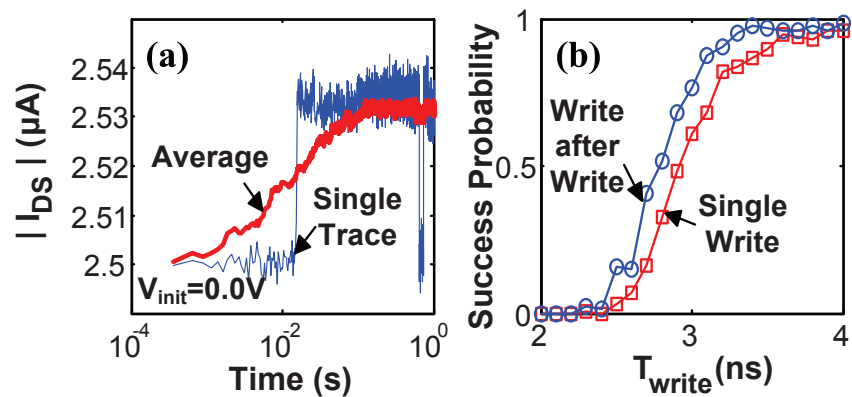 (a)
| I_DS | (µA)
2.54
2.53
2.52
2.51
2.5
Average
Single
Trace
V_init=0.0V
10^-4
10^-2
10^0
Time (s)
(b)
Success Probability
1
0.5
0
Write
after
Write
Single
Write
2
3
4
T_write (ns)